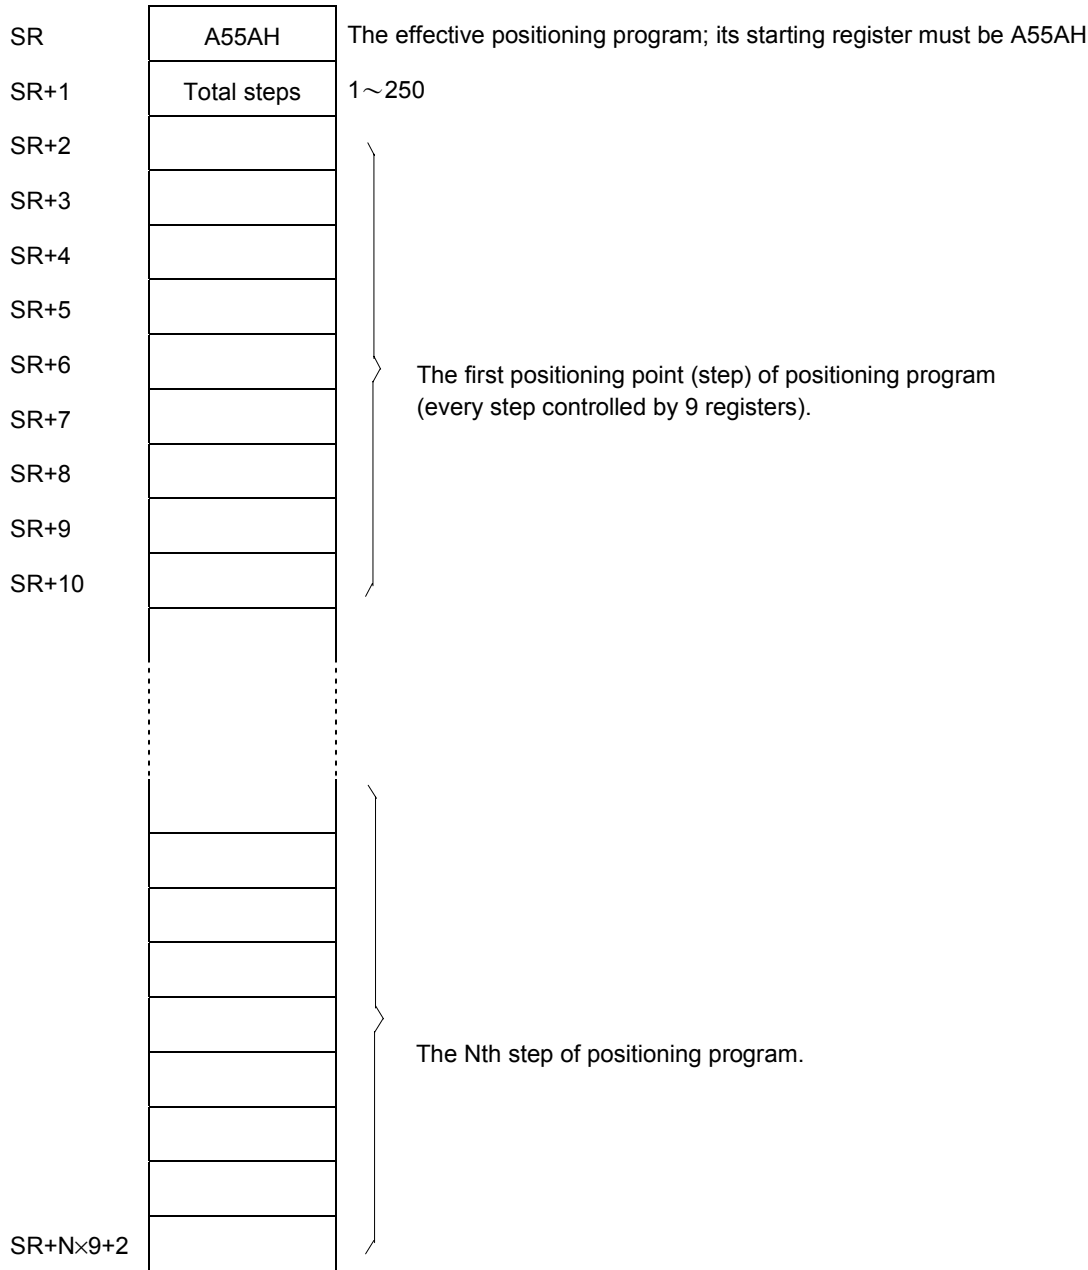 SR A55AH The effective positioning program; its starting register must be A55AH
SR+1 Total steps 1～250
SR+2
SR+3
SR+4
SR+5
SR+6
The first positioning point (step) of positioning program
(every step controlled by 9 registers).
SR+7
SR+8
SR+9
SR+10
The Nth step of positioning program.
SR+N×9+2